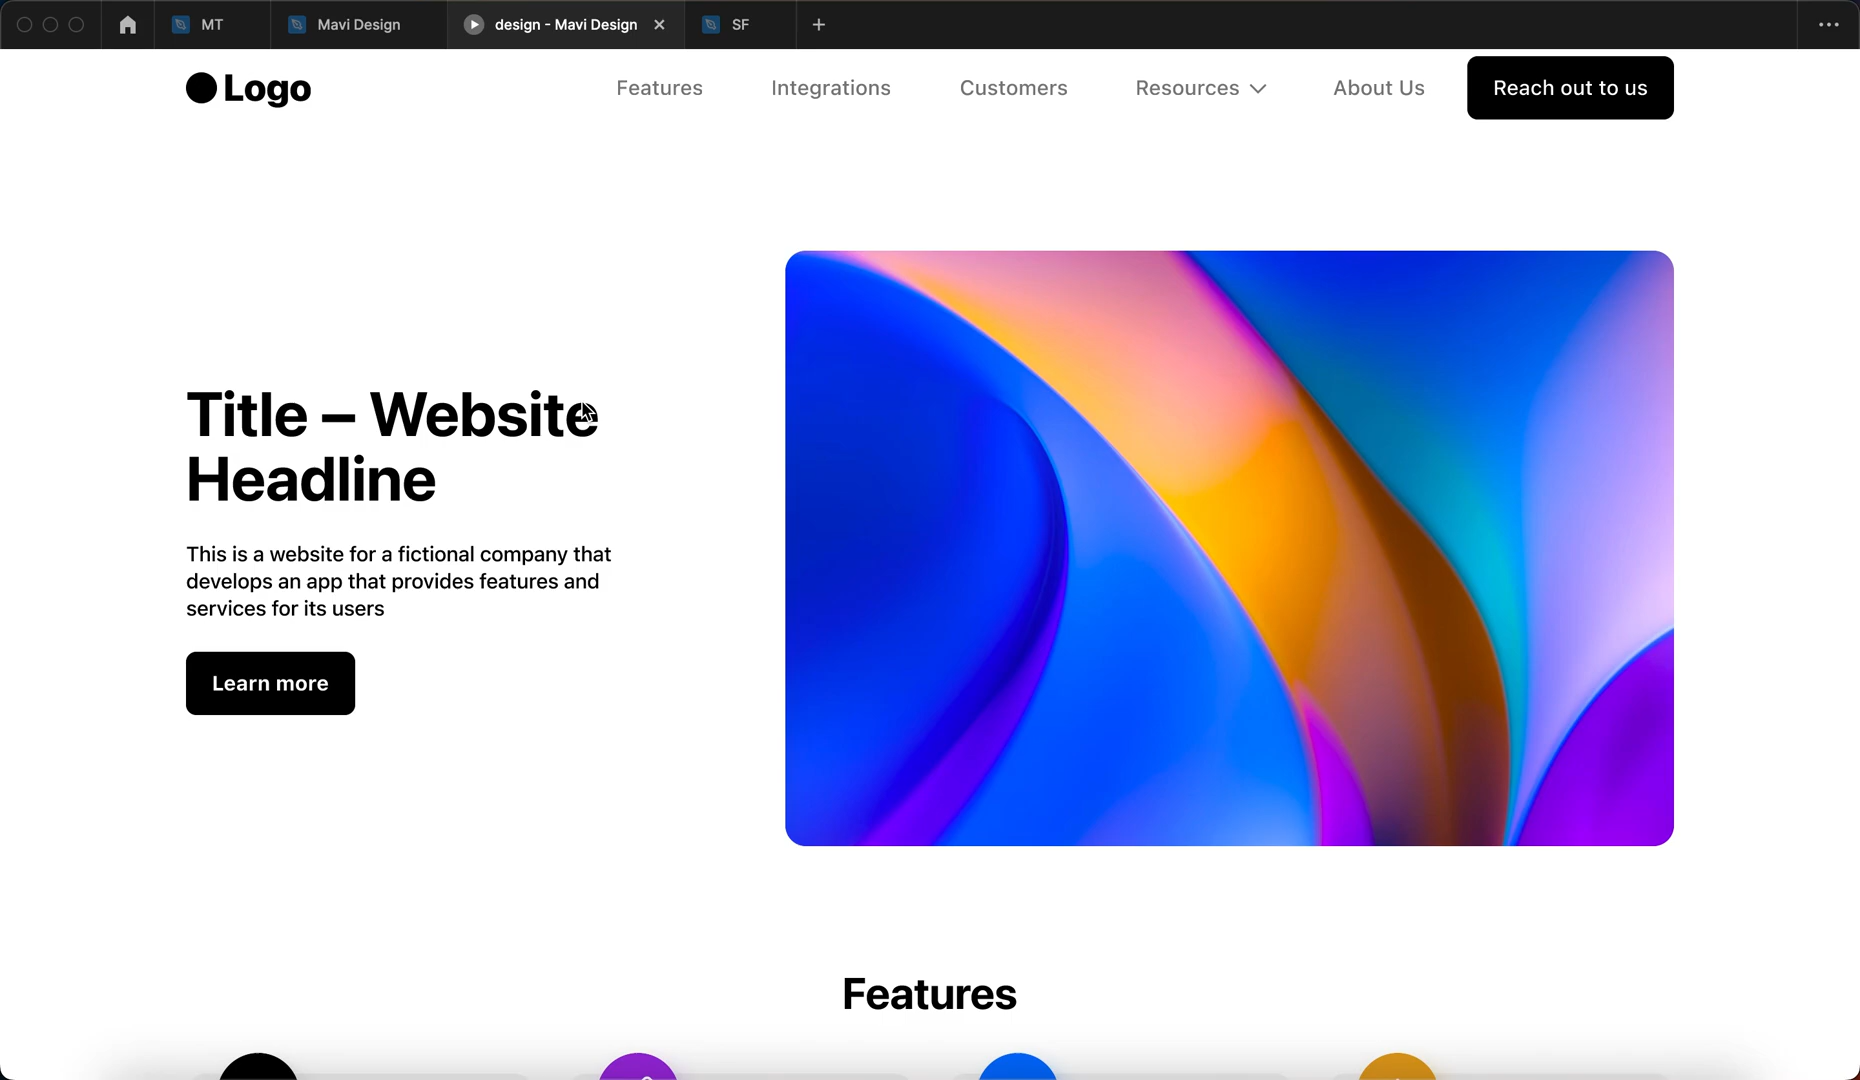 MT
Mavi Design
design - Mavi Design
SF
Logo
Features
Integrations
Customers
Resources
About Us
Reach out to us
Title – Website
Headline
This is a website for a fictional company that
develops an app that provides features and
services for its users
Learn more
Features